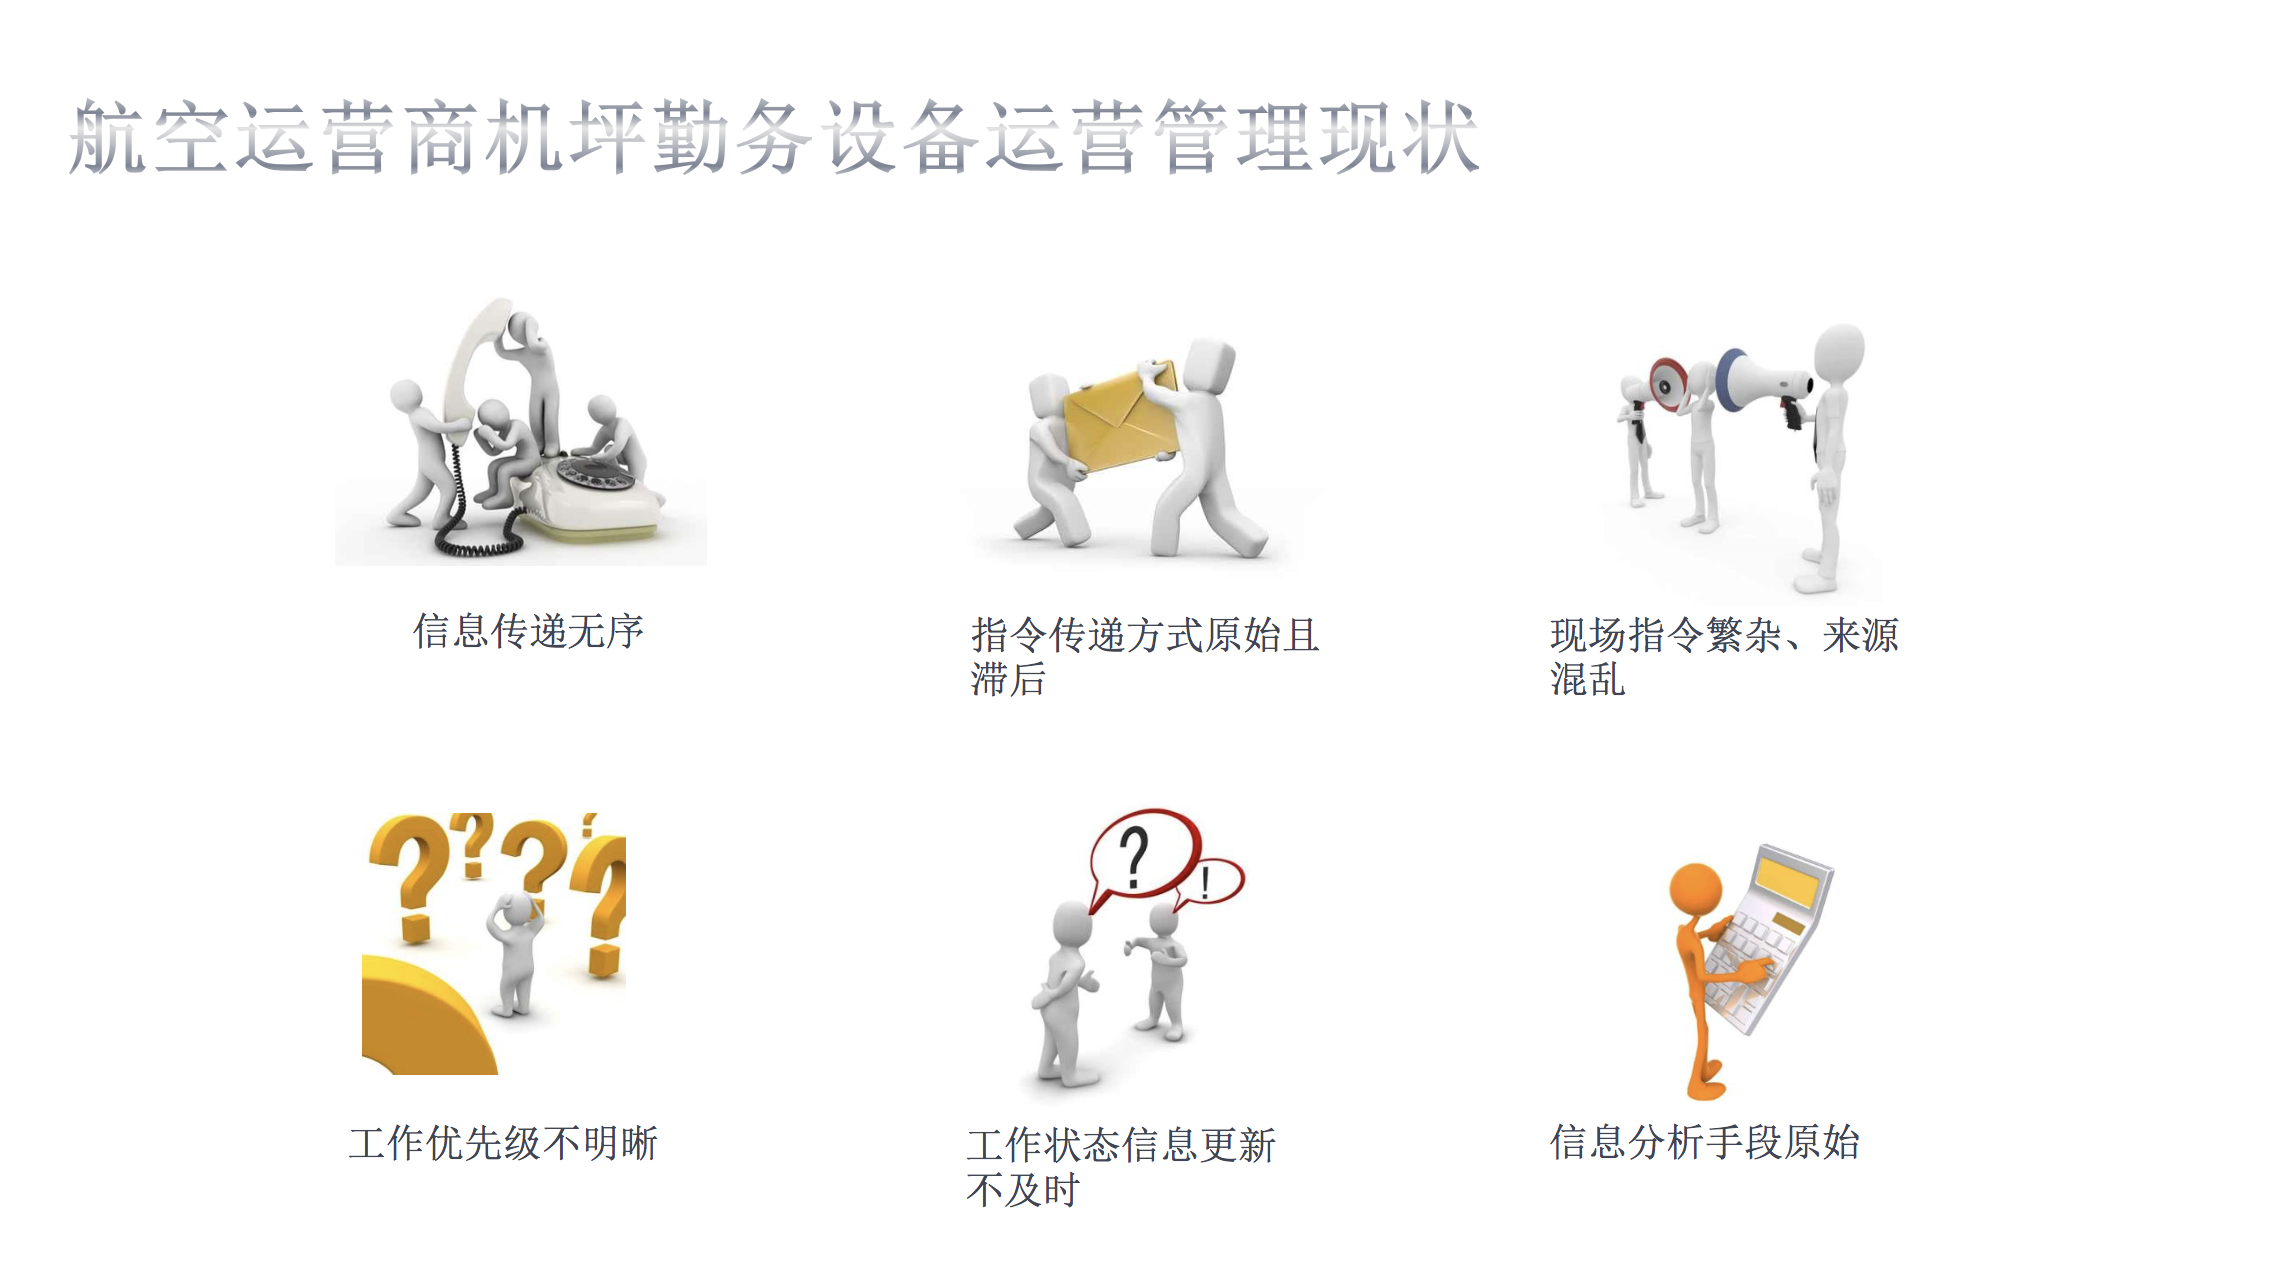 航空运营商机坪勤务设备运营管理现状
信息传递无序
指令传递方式原始且
滞后
现场指令繁杂、来源
混乱
?
!
工作优先级不明晰
工作状态信息更新
不及时
信息分析手段原始